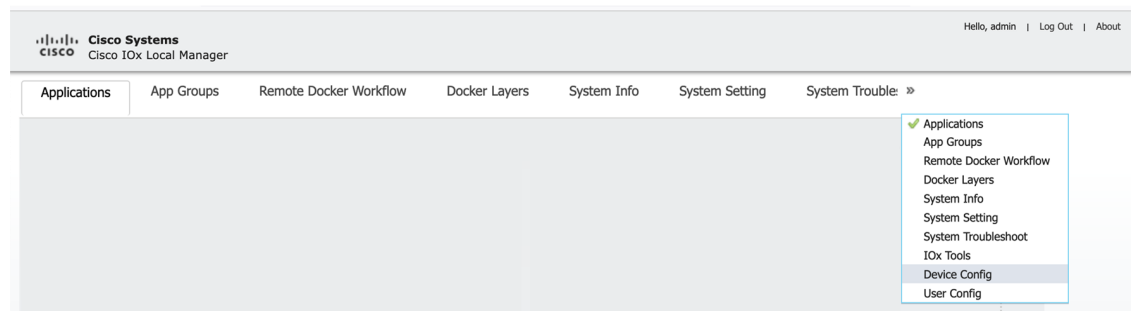 Hello, admin | Log Out | About
CISCO
Cisco Systems
Cisco IOx Local Manager
Applications App Groups Remote Docker Workflow Docker Layers System Info System Setting System Trouble: »
Applications
App Groups
Remote Docker Workflow
Docker Layers
System Info
System Setting
System Troubleshoot
IOx Tools
Device Config
User Config